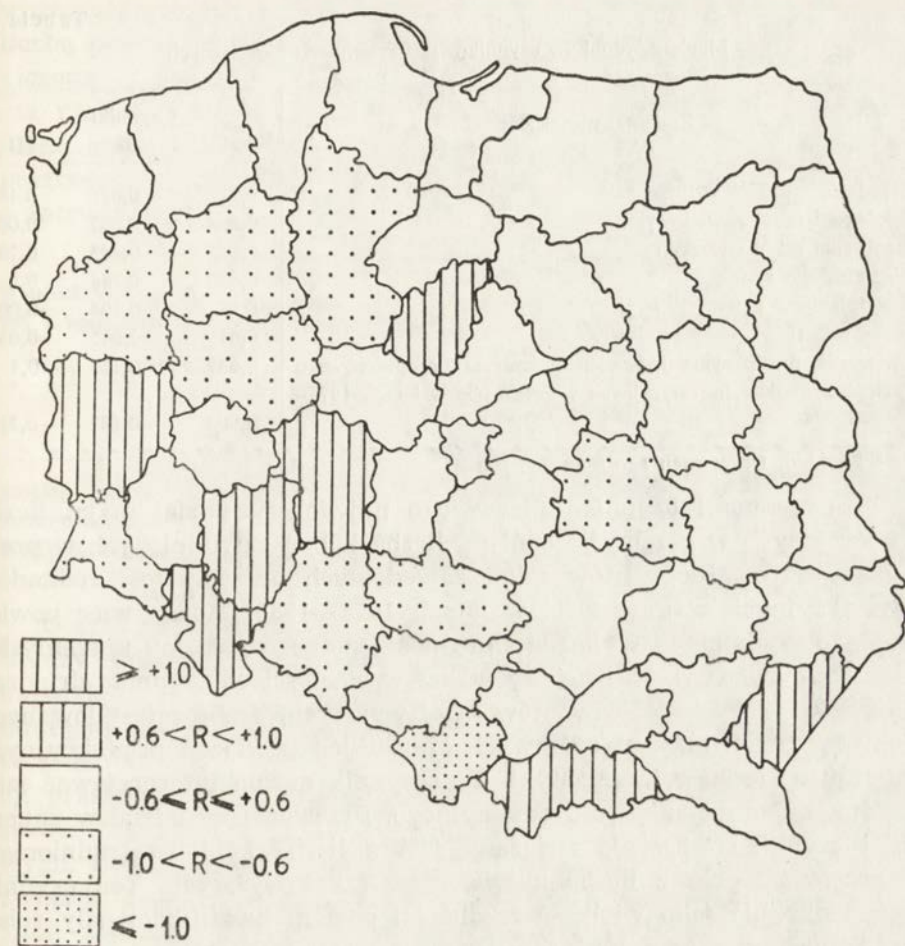 ⩾ +1.0
+0.6 < R < +1.0
-0.6 ⩽ R ⩽ +0.6
-1.0 < R < -0.6
⩽ -1.0